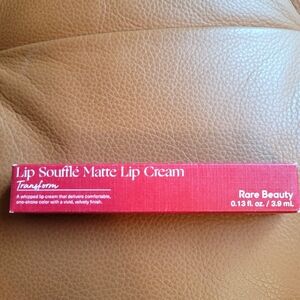 Lip Soufflé Matte Lip Cream
Transform
A whipped lip cream that delivers comfortable,
one-stroke color with a vivid, velvety finish.
Rare Beauty
0.13 fl. oz. / 3.9 mL